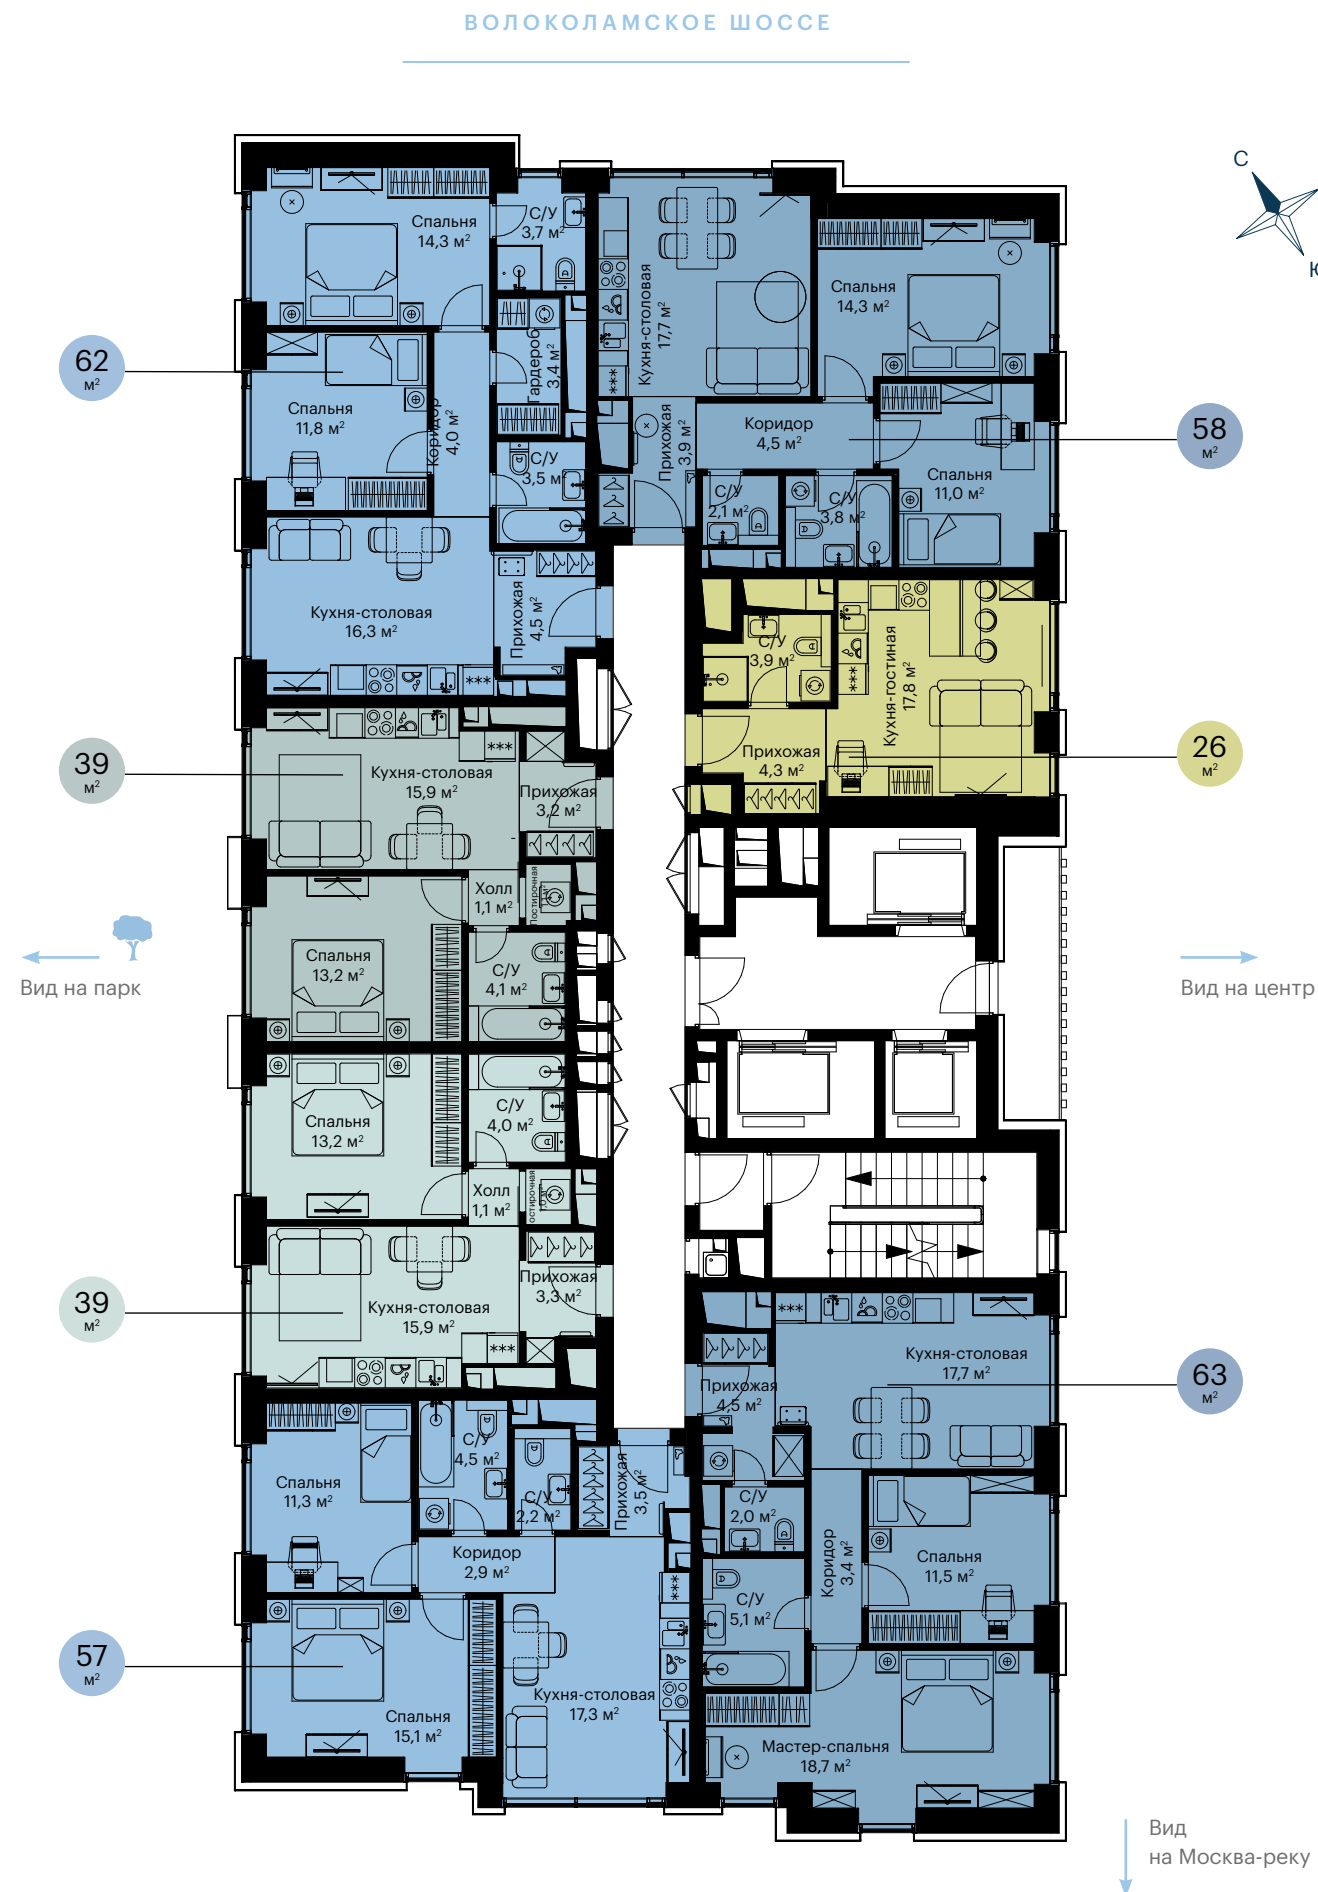 ВОЛОКОЛАМСКОЕ ШОССЕ
С
Ю
62
м²
Спальня
14,3 м²
С/У
3,7 м²
Гардероб
3,4 м²
Спальня
11,8 м²
Коридор
4,0 м²
С/У
3,5 м²
Кухня-столовая
16,3 м²
Прихожая
4,5 м²
58
м²
Кухня-столовая
17,7 м²
Спальня
14,3 м²
Прихожая
3,9 м²
Коридор
4,5 м²
Спальня
11,0 м²
С/У
2,1 м²
С/У
3,8 м²
26
м²
С/У
3,9 м²
Кухня-гостиная
17,8 м²
Прихожая
4,3 м²
39
м²
Кухня-столовая
15,9 м²
Прихожая
3,2 м²
Холл
1,1 м²
Постирочная
Спальня
13,2 м²
С/У
4,1 м²
Вид на парк
Вид на центр
Спальня
13,2 м²
С/У
4,0 м²
Холл
1,1 м²
остирочная
39
м²
Кухня-столовая
15,9 м²
Прихожая
3,3 м²
63
м²
Кухня-столовая
17,7 м²
Прихожая
4,5 м²
С/У
2,0 м²
Коридор
3,4 м²
Спальня
11,5 м²
С/У
5,1 м²
Мастер-спальня
18,7 м²
57
м²
Спальня
11,3 м²
С/У
4,5 м²
С/У
2,2 м²
Прихожая
3,5 м²
Коридор
2,9 м²
Спальня
15,1 м²
Кухня-столовая
17,3 м²
Вид
на Москва-реку